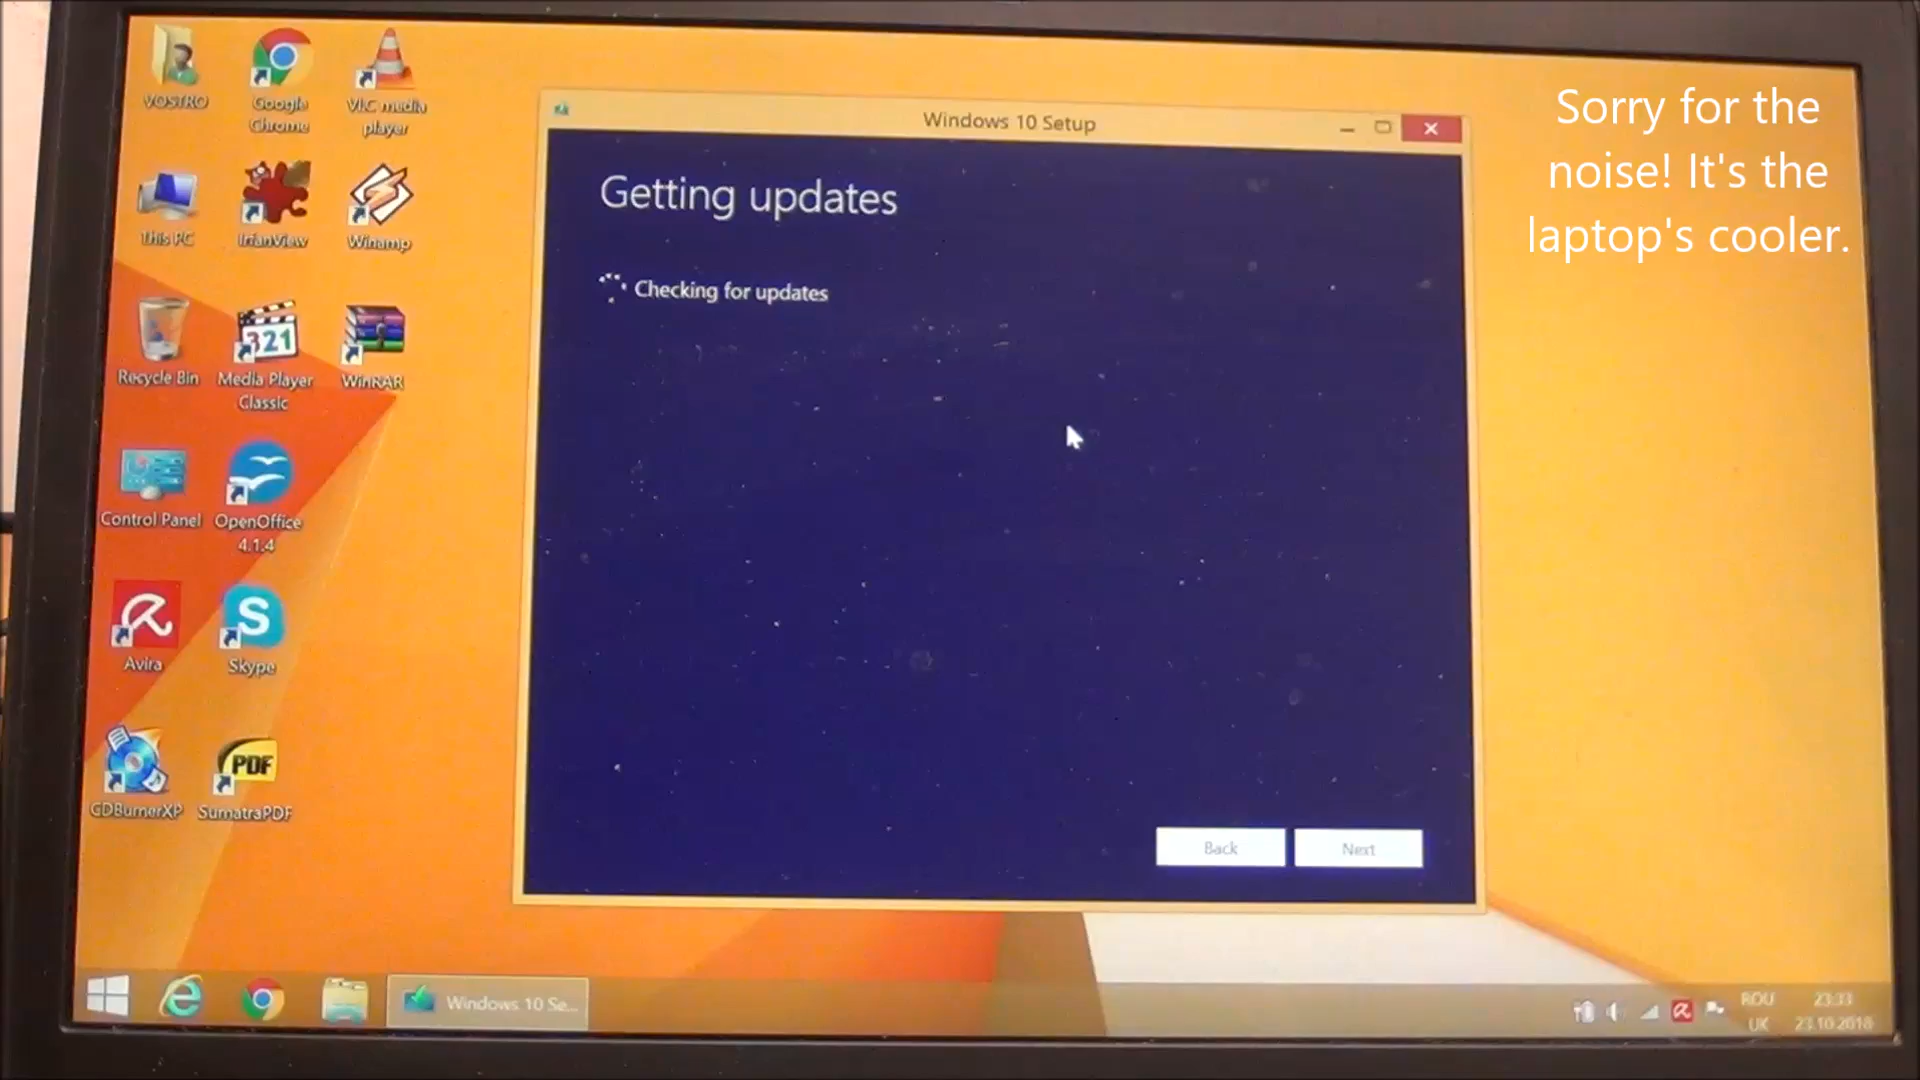 VOSTRO
Google
Chrome
VLC media
player
This PC
IrfanView
Winamp
Recycle Bin
Media Player
Classic
321
WinRAR
Control Panel
OpenOffice
4.1.4
Avira
S
Skype
CDBurnerXP
PDF
SumatraPDF
Windows 10 Setup
Getting updates
Checking for updates
Back
Next
Sorry for the
noise! It's the
laptop's cooler.
Windows 10 Se...
ROU
UK
23:33
23.10.2018